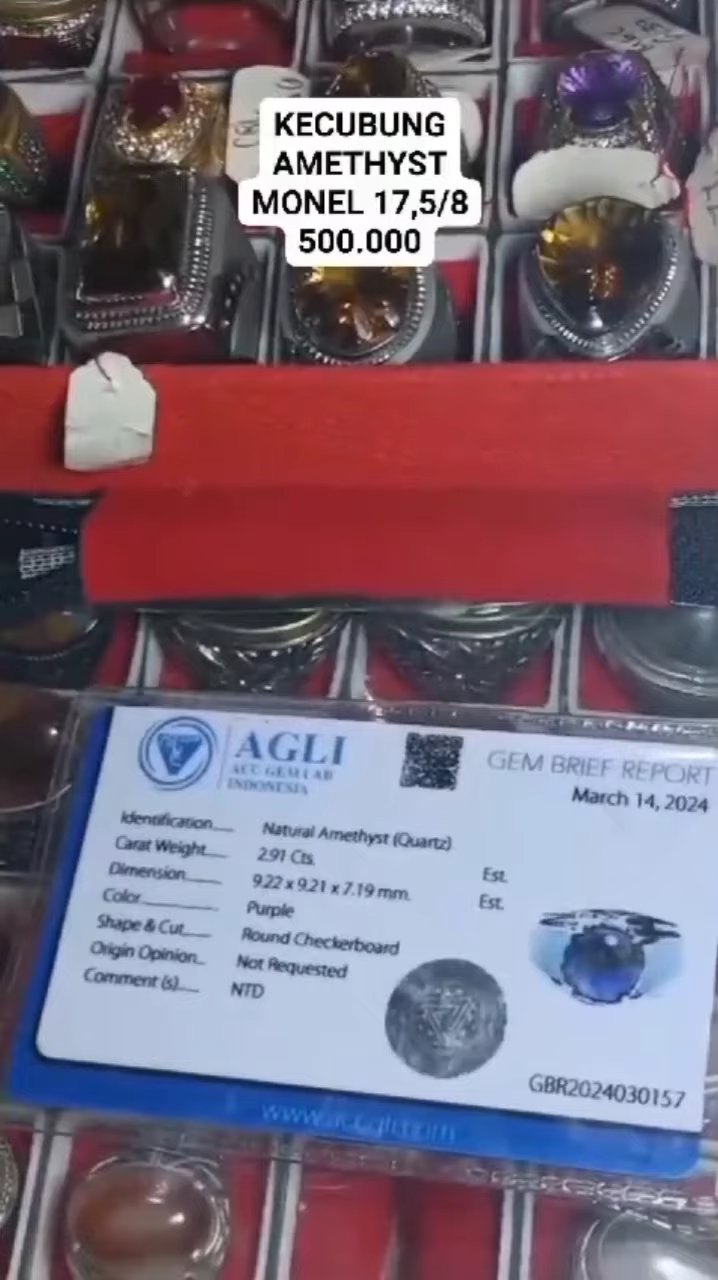 KECUBUNG
AMETHYST
MONEL 17,5/8
500.000
AGLI
ACC GEM LAB
INDONESIA
GEM BRIEF REPORT
March 14, 2024
Identification Natural Amethyst (Quartz)
Carat Weight 2.91 Cts. Est.
Dimension 9.22 x 9.21 x 7.19 mm. Est.
Color Purple
Shape & Cut Round Checkerboard
Origin Opinion Not Requested
Comment (s) NTD
GBR2024030157